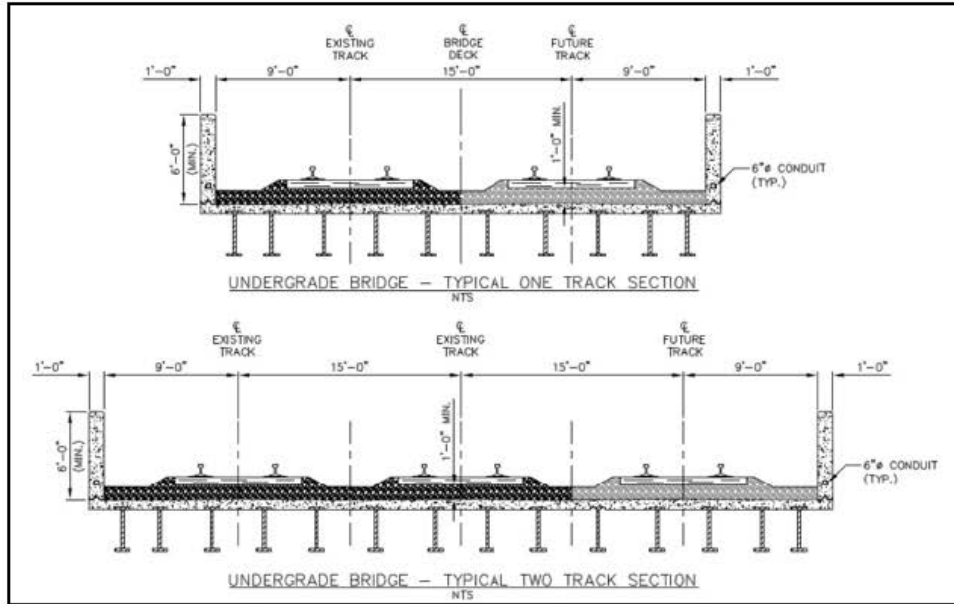 ℄
EXISTING
TRACK
℄
BRIDGE
DECK
℄
FUTURE
TRACK
1'-0"
9'-0"
15'-0"
9'-0"
1'-0"
6'-0"
(MIN.)
1'-0" MIN.
6"ø CONDUIT
(TYP.)
UNDERGRADE BRIDGE – TYPICAL ONE TRACK SECTION
NTS
℄
EXISTING
TRACK
℄
EXISTING
TRACK
℄
FUTURE
TRACK
1'-0"
9'-0"
15'-0"
15'-0"
9'-0"
1'-0"
6'-0"
(MIN.)
1'-0" MIN.
6"ø CONDUIT
(TYP.)
UNDERGRADE BRIDGE – TYPICAL TWO TRACK SECTION
NTS